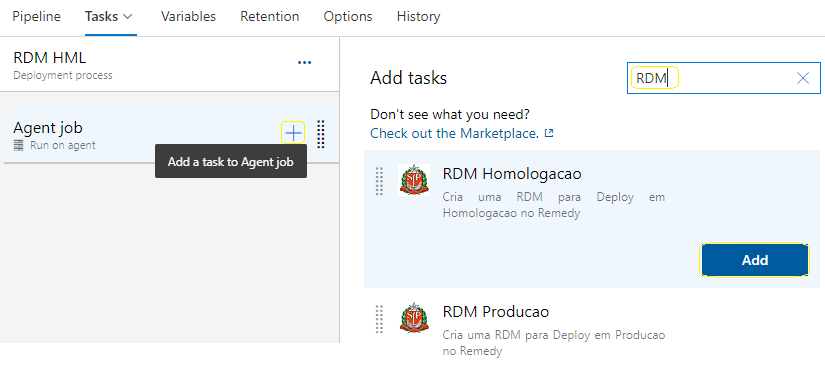 Pipeline Tasks Variables Retention Options History
RDM HML
Deployment process
Agent job
Run on agent
Add a task to Agent job
Add tasks
RDM
Don't see what you need?
Check out the Marketplace.
RDM Homologacao
Cria uma RDM para Deploy em
Homologacao no Remedy
Add
RDM Producao
Cria uma RDM para Deploy em Producao
no Remedy